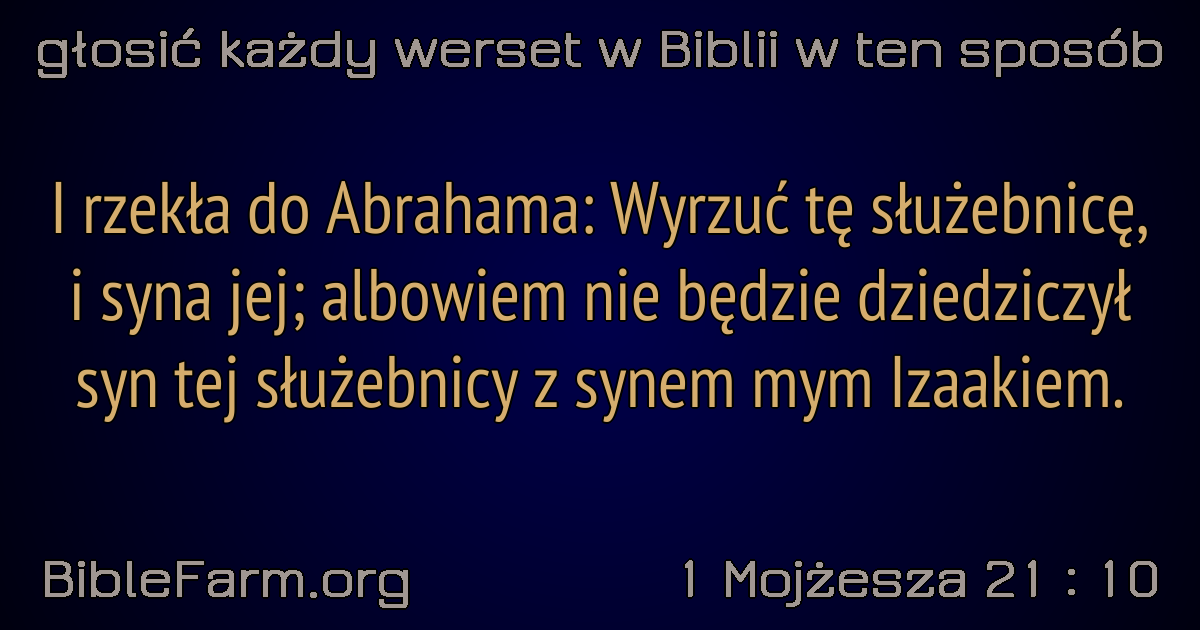 głosić każdy werset w Biblii w ten sposób
I rzekła do Abrahama: Wyrzuć tę służebnicę,
i syna jej; albowiem nie będzie dziedziczył
syn tej służebnicy z synem mym Izaakiem.
BibleFarm.org
1 Mojżesza 21 : 10